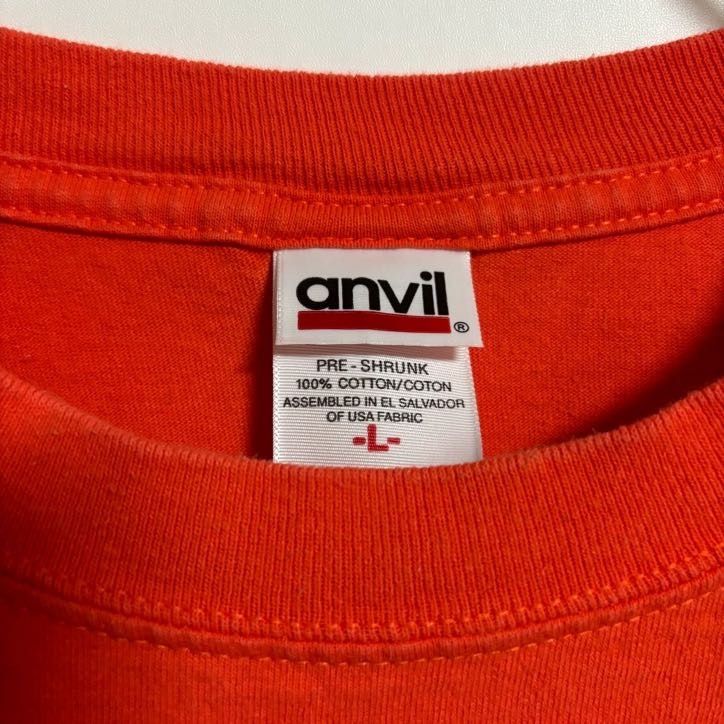 anvil®
PRE-SHRUNK
100% COTTON/COTON
ASSEMBLED IN EL SALVADOR
OF USA FABRIC
-L-